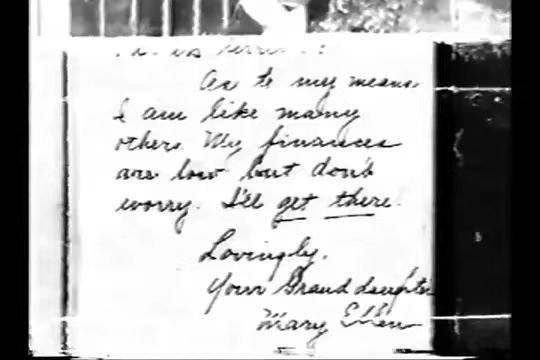 is
As to my means
I am like many
others. My finances
are low but don't
worry. I'll get there.
Lovingly,
Your Granddaughter
Mary Ellen